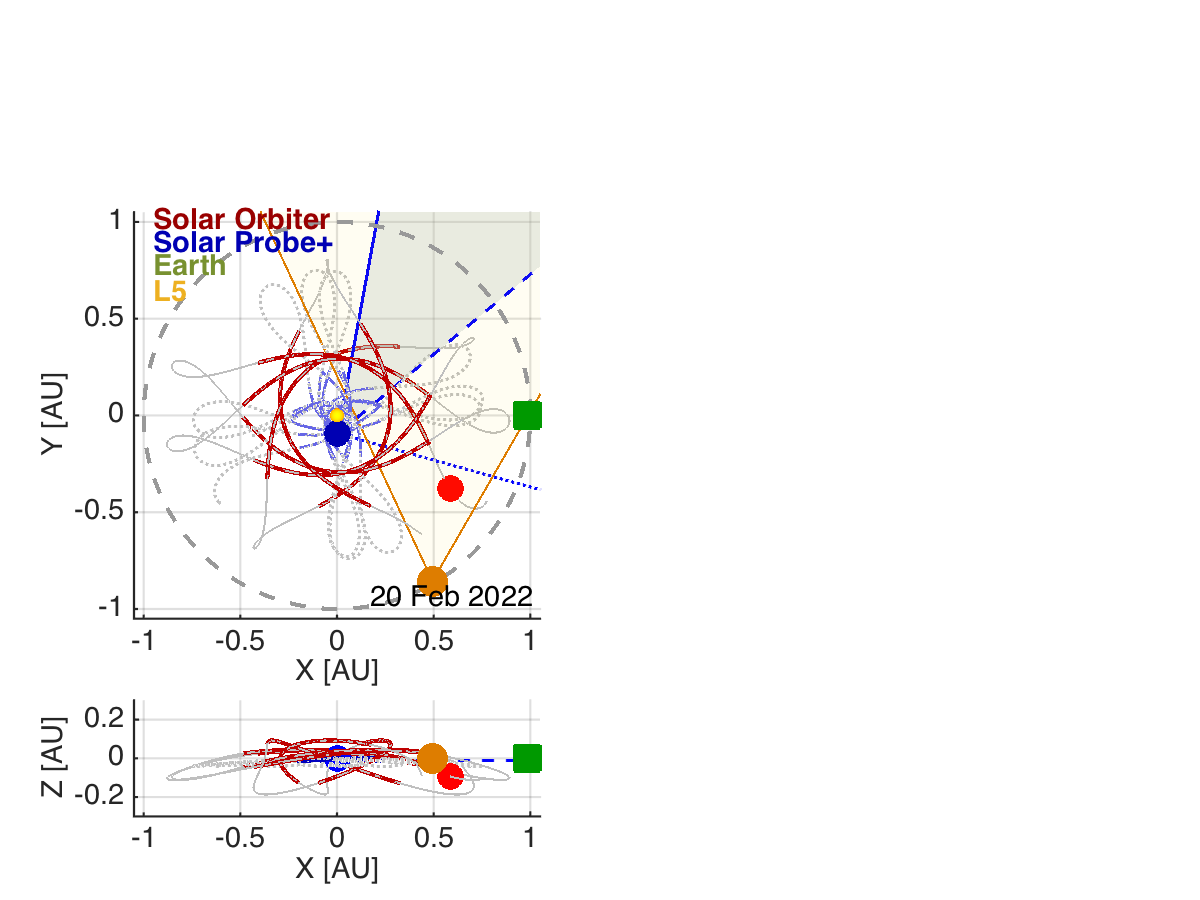 Solar Orbiter
Solar Probe+
Earth
L5
1
0.5
0
-0.5
-1
Y [AU]
20 Feb 2022
-1 -0.5 0 0.5 1
X [AU]
0.2
0
-0.2
Z [AU]
-1 -0.5 0 0.5 1
X [AU]